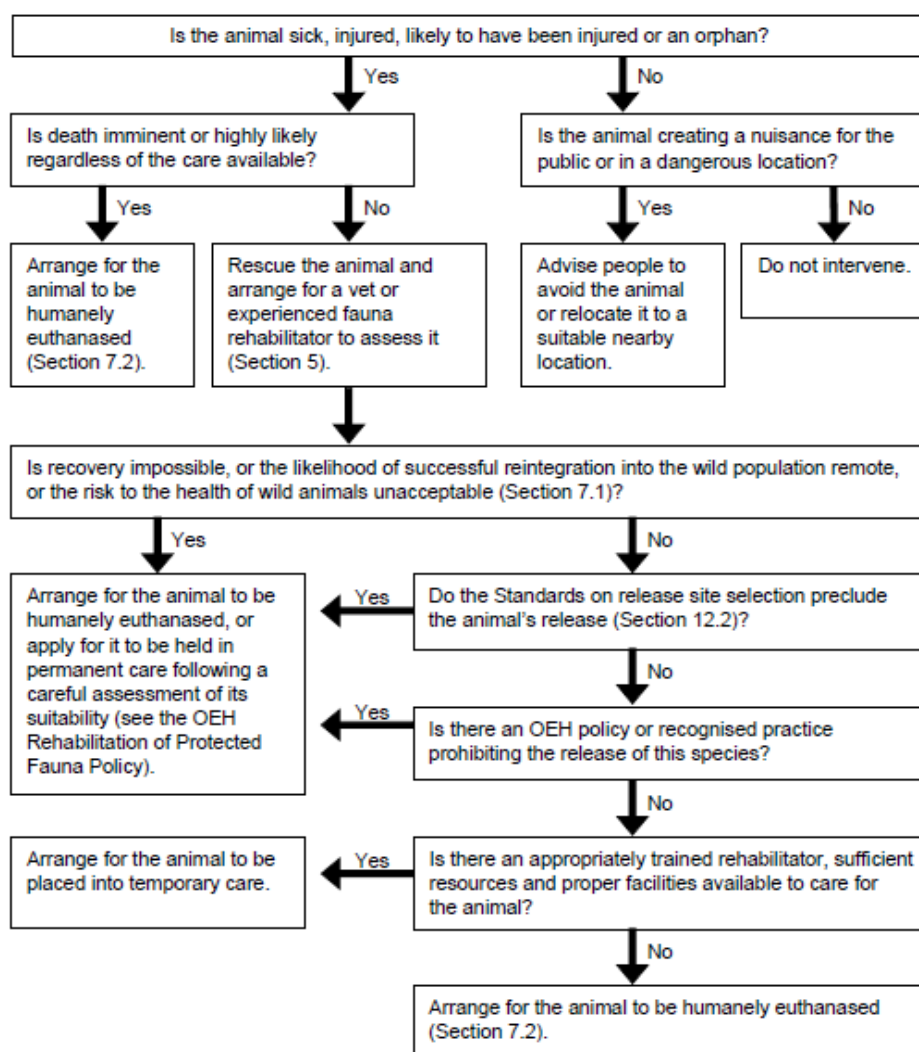 Is the animal sick, injured, likely to have been injured or an orphan?
Yes
No
Is death imminent or highly likely
regardless of the care available?
Is the animal creating a nuisance for the
public or in a dangerous location?
Yes
No
Yes
No
Arrange for the
animal to be
humanely
euthanased
(Section 7.2).
Rescue the animal and
arrange for a vet or
experienced fauna
rehabilitator to assess it
(Section 5).
Advise people to
avoid the animal
or relocate it to a
suitable nearby
location.
Do not intervene.
Is recovery impossible, or the likelihood of successful reintegration into the wild population remote,
or the risk to the health of wild animals unacceptable (Section 7.1)?
Yes
No
Arrange for the animal to be
humanely euthanased, or
apply for it to be held in
permanent care following a
careful assessment of its
suitability (see the OEH
Rehabilitation of Protected
Fauna Policy).
Yes
Do the Standards on release site selection preclude
the animal's release (Section 12.2)?
No
Yes
Is there an OEH policy or recognised practice
prohibiting the release of this species?
No
Arrange for the animal to be
placed into temporary care.
Yes
Is there an appropriately trained rehabilitator, sufficient
resources and proper facilities available to care for
the animal?
No
Arrange for the animal to be humanely euthanased
(Section 7.2).